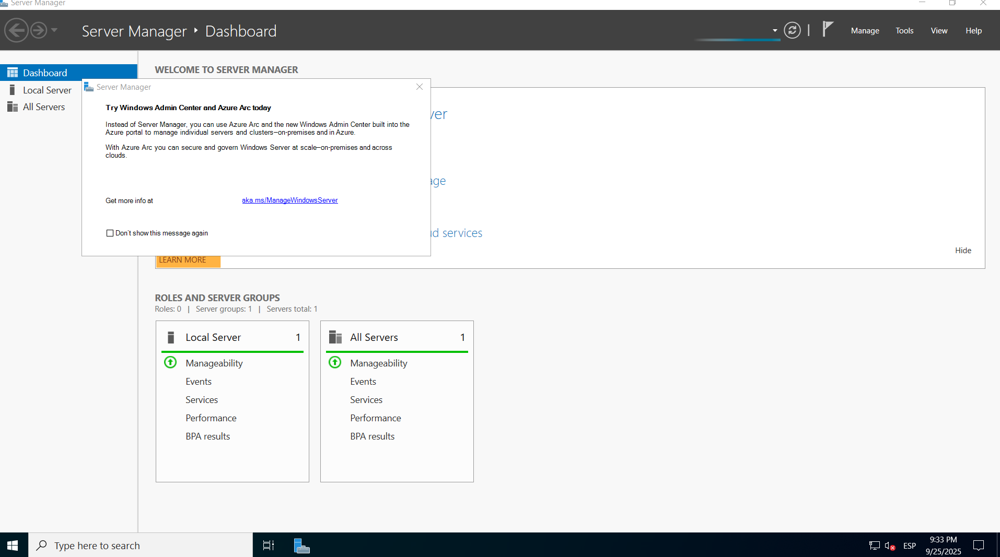 Server Manager
Server Manager
Dashboard
Manage
Tools
View
Help
Dashboard
Local Server
All Servers
WELCOME TO SERVER MANAGER
Server Manager
Try Windows Admin Center and Azure Arc today
Instead of Server Manager, you can use Azure Arc and the new Windows Admin Center built into the
Azure portal to manage individual servers and clusters—on-premises and in Azure.
With Azure Arc you can secure and govern Windows Server at scale—on-premises and across
clouds.
Get more info at
aka.ms/ManageWindowsServer
Don't show this message again
services
LEARN MORE
Hide
ROLES AND SERVER GROUPS
Roles: 0 | Server groups: 1 | Servers total: 1
Local Server 1
Manageability
Events
Services
Performance
BPA results
All Servers 1
Manageability
Events
Services
Performance
BPA results
Type here to search
ESP
9:33 PM
9/25/2025